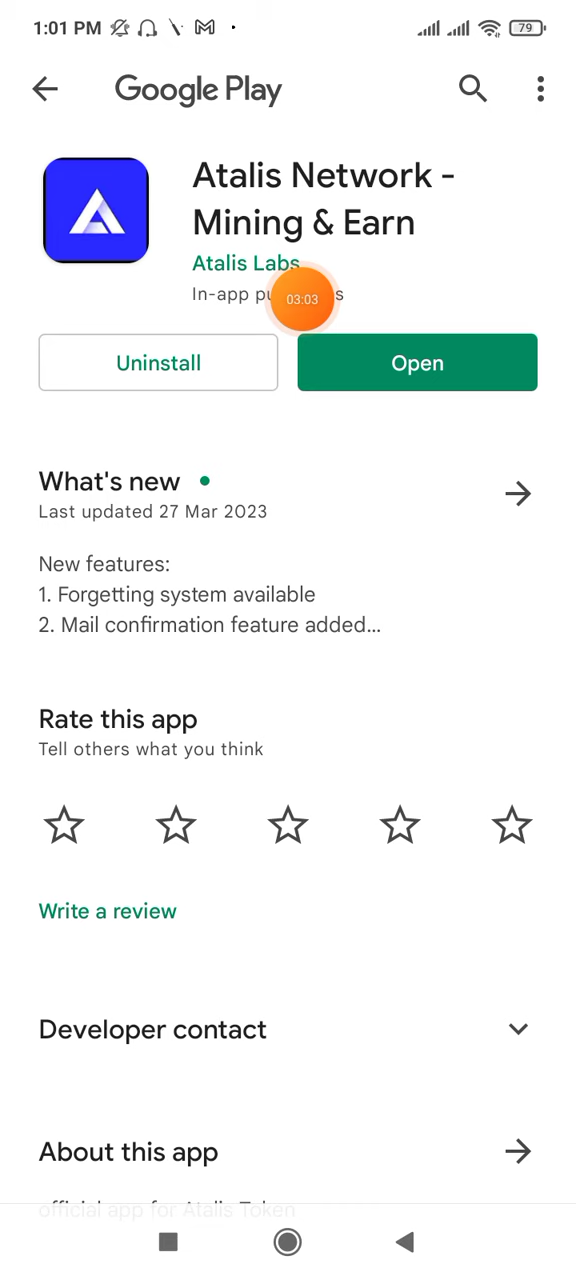 1:01 PM
79
Google Play
Atalis Network -
Mining & Earn
Atalis Labs
In-app
03:03
Uninstall
Open
What's new
Last updated 27 Mar 2023
New features:
1. Forgetting system available
2. Mail confirmation feature added...
Rate this app
Tell others what you think
Write a review
Developer contact
About this app
official app for Atalis Token